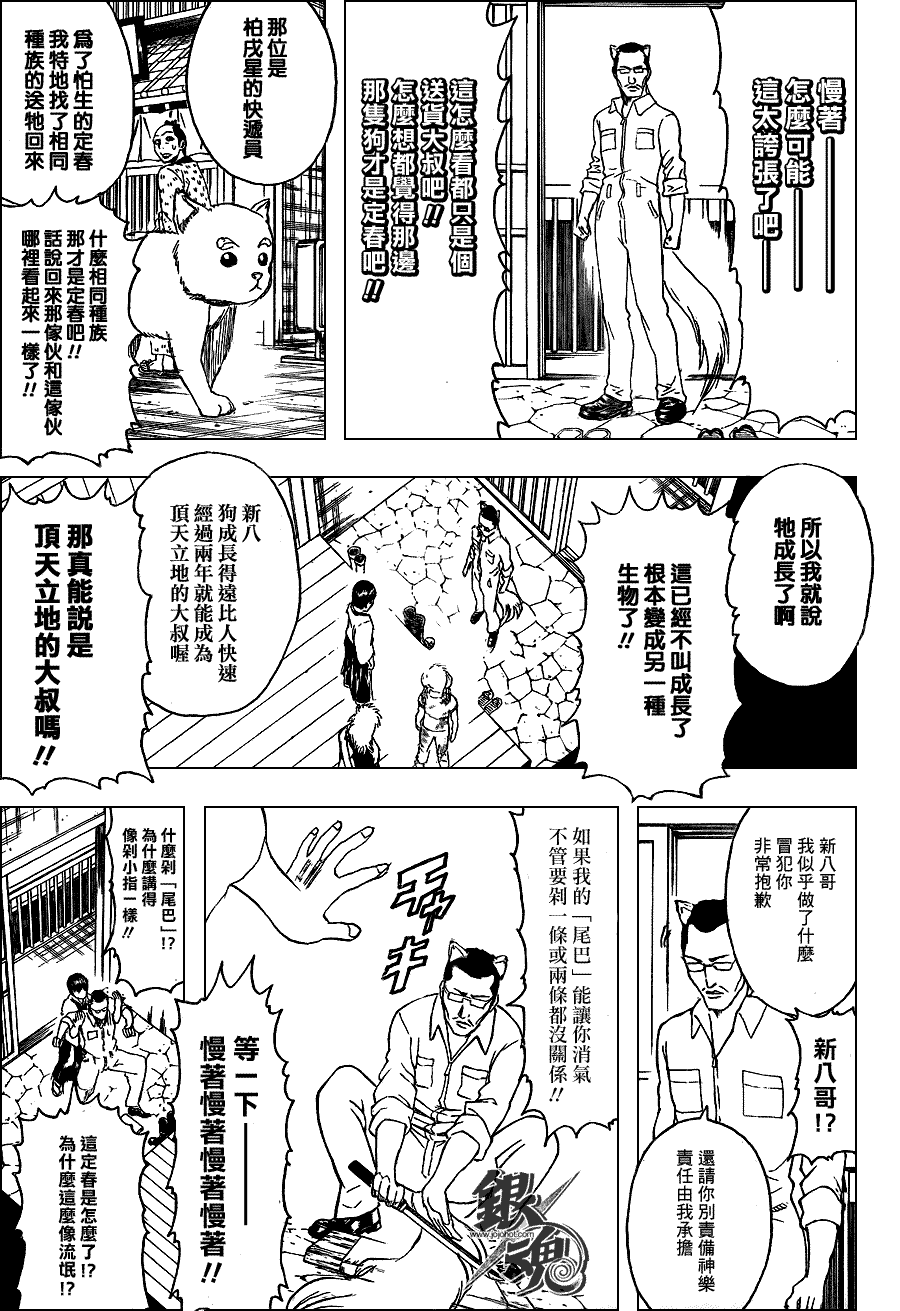 慢著——
怎麼可能——
這太誇張了吧——
這怎麼看都只是個
送貨大叔吧!!
怎麼想都覺得那邊
那隻狗才是定春吧!!
那位是
柏戌星的快遞員
為了怕生的定春
我特地找了相同
種族的送牠回來
什麼相同種族
那才是定春吧!!
話說回來那傢伙和這傢伙
哪裡看起來一樣了!!
所以我就說
牠成長了啊
這已經不叫成長了
根本變成另一種
生物了!!
新八
狗成長得遠比人快速
經過兩年就能成為
頂天立地的大叔喔
那真能說是
頂天立地的大叔嗎!!
新八哥
我似乎做了什麼
冒犯你
非常抱歉
新八哥!?
還請你別責備神樂
責任由我承擔
如果我的「尾巴」能讓你消氣
不管要剁一條或兩條都沒關係!!
モフッ
キ
等一下——
慢著慢著慢著慢著!!
什麼剁「尾巴」!?
為什麼講得
像剁小指一樣!!
這定春是怎麼了!?
為什麼這麼像流氓!?
銀魂
www.jojohot.com